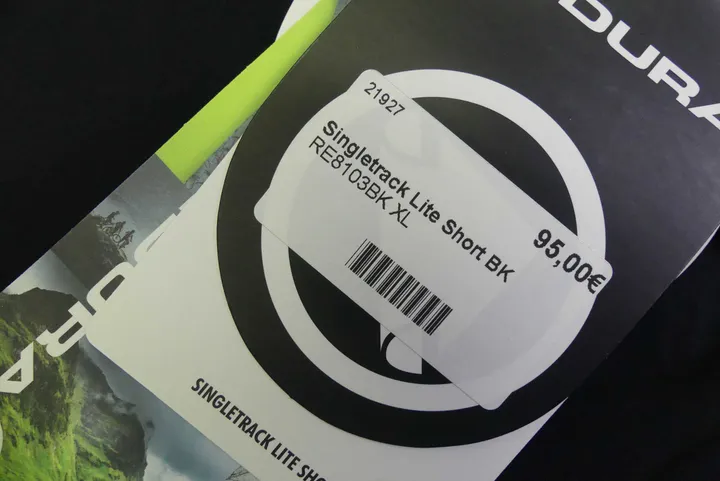 DURA
21927
Singletrack Lite Short BK
RE8103BK XL
95,00€
SINGLETRACK LITE SHO